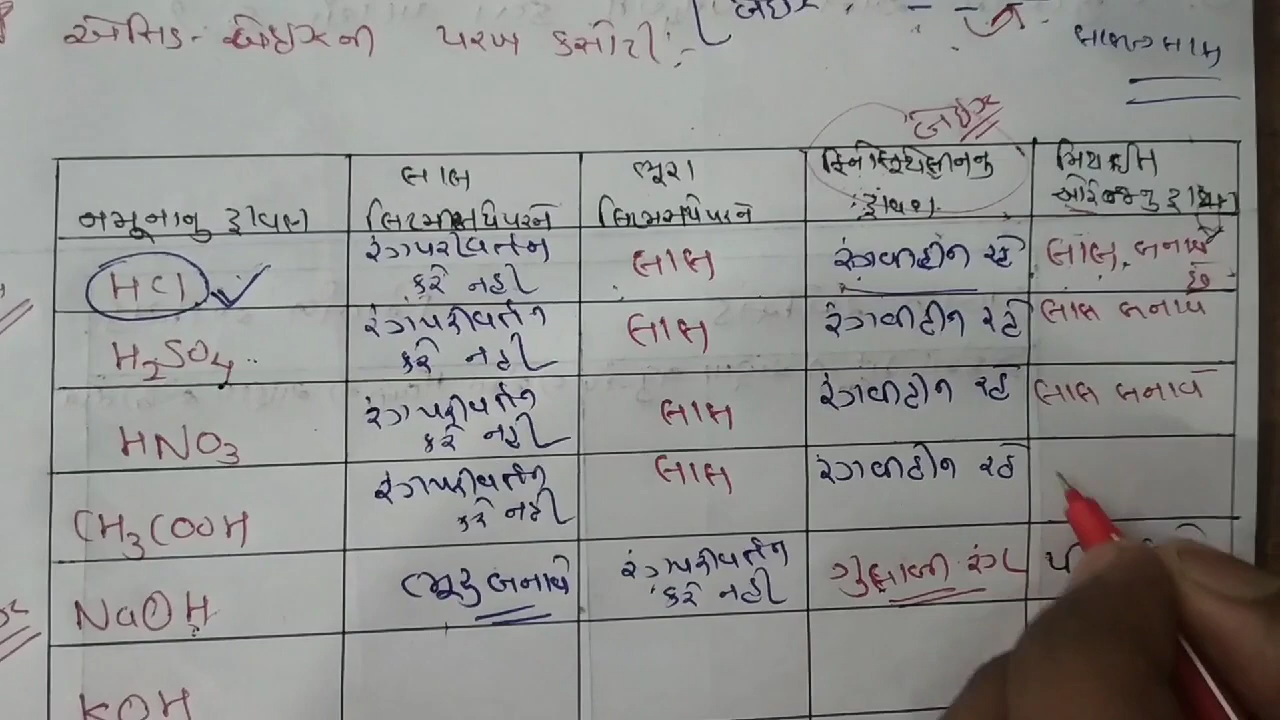 એસિડ - બેઇઝની પરખ કસોટી :-
બેઇઝ
નમૂનાનુ દ્રાવણ
લાલ
લિટમસપેપરને
ભૂરા
લિટમસપેપરને
બેઇઝ
ફિનોલ્ફ્થેલીનનુ
દ્રાવણ
મિથાઈલ
ઓરેન્જનુ દ્રાવણ
HCl
રંગપરીવર્તન
કરે નહી
લાલ
રંગવીહીન રહે
લાલ બનાવે
H2SO4
રંગપરીવર્તન
કરે નહી
લાલ
રંગવીહીન રહે
લાલ બનાવે
HNO3
રંગપરીવર્તન
કરે નહી
લાલ
રંગવીહીન રહે
લાલ બનાવે
CH3COOH
રંગપરીવર્તન
કરે નહી
લાલ
રંગવીહીન રહે
NaOH
ભૂરુ બનાવે
રંગપરીવર્તન
કરે નહી
ગુલાબી રંગ
KOH